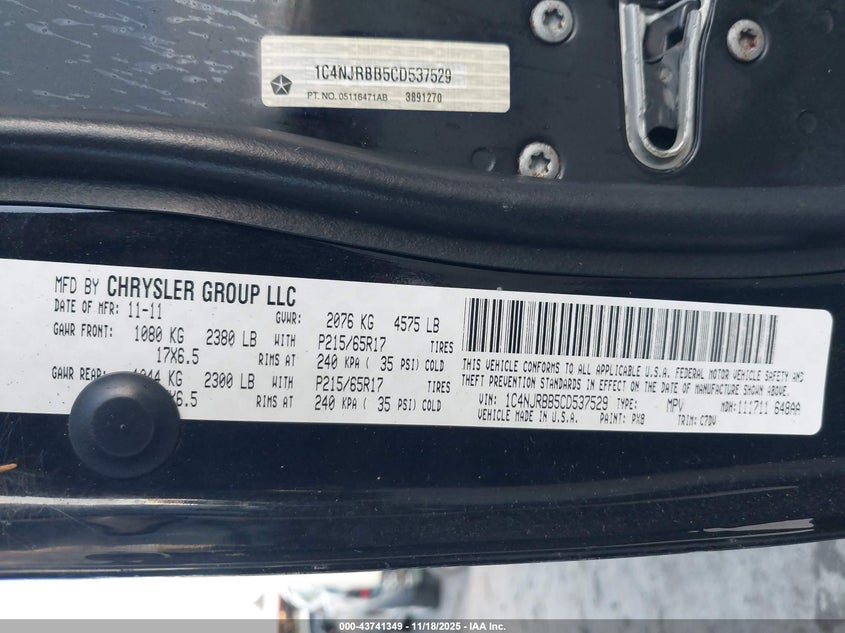 1C4NJRBB5CD537529
PT. NO. 05116471AB 3891270
MFD BY CHRYSLER GROUP LLC
DATE OF MFR: 11-11 GVWR: 2076 KG 4575 LB
GAWR FRONT: 1080 KG 2380 LB WITH P215/65R17 TIRES
17X6.5 RIMS AT 240 KPA ( 35 PSI) COLD
GAWR REAR: 1044 KG 2300 LB WITH P215/65R17 TIRES
X6.5 RIMS AT 240 KPA ( 35 PSI) COLD
THIS VEHICLE CONFORMS TO ALL APPLICABLE U.S.A. FEDERAL MOTOR VEHICLE SAFETY AND
THEFT PREVENTION STANDARDS IN EFFECT ON THE DATE OF MANUFACTURE SHOWN ABOVE.
VIN: 1C4NJRBB5CD537529 TYPE: MPV MDH: 111711 648AA
VEHICLE MADE IN U.S.A. PAINT: PX8 TRIM: C7DV
000-43741349 | 11/18/2025 - IAA Inc.